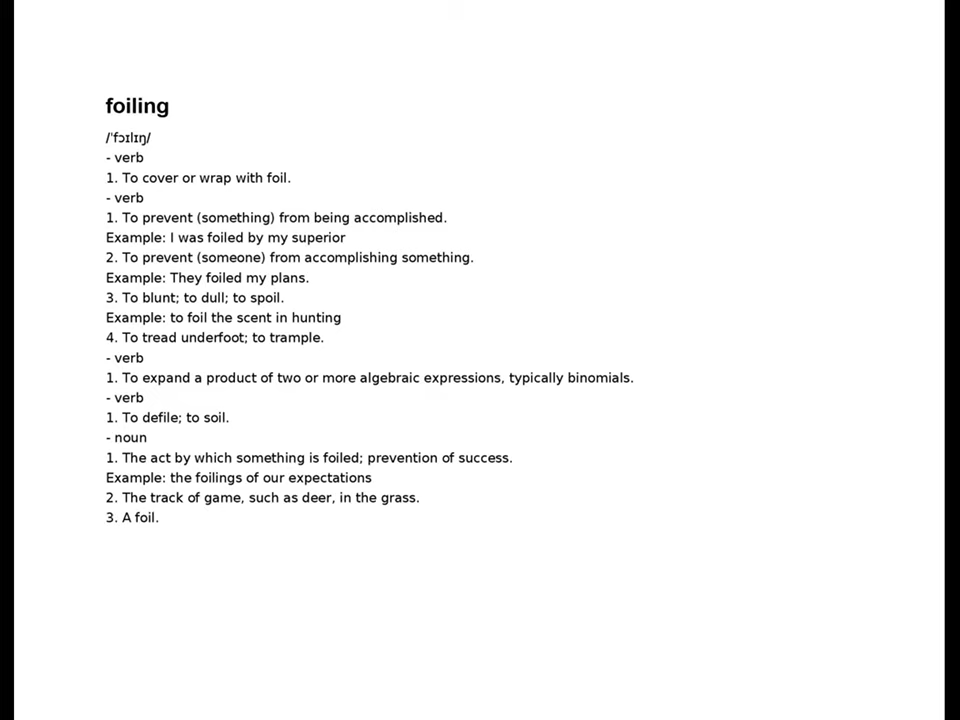 foiling
/ˈfɔɪlɪŋ/
- verb
1. To cover or wrap with foil.
- verb
1. To prevent (something) from being accomplished.
Example: I was foiled by my superior
2. To prevent (someone) from accomplishing something.
Example: They foiled my plans.
3. To blunt; to dull; to spoil.
Example: to foil the scent in hunting
4. To tread underfoot; to trample.
- verb
1. To expand a product of two or more algebraic expressions, typically binomials.
- verb
1. To defile; to soil.
- noun
1. The act by which something is foiled; prevention of success.
Example: the foilings of our expectations
2. The track of game, such as deer, in the grass.
3. A foil.